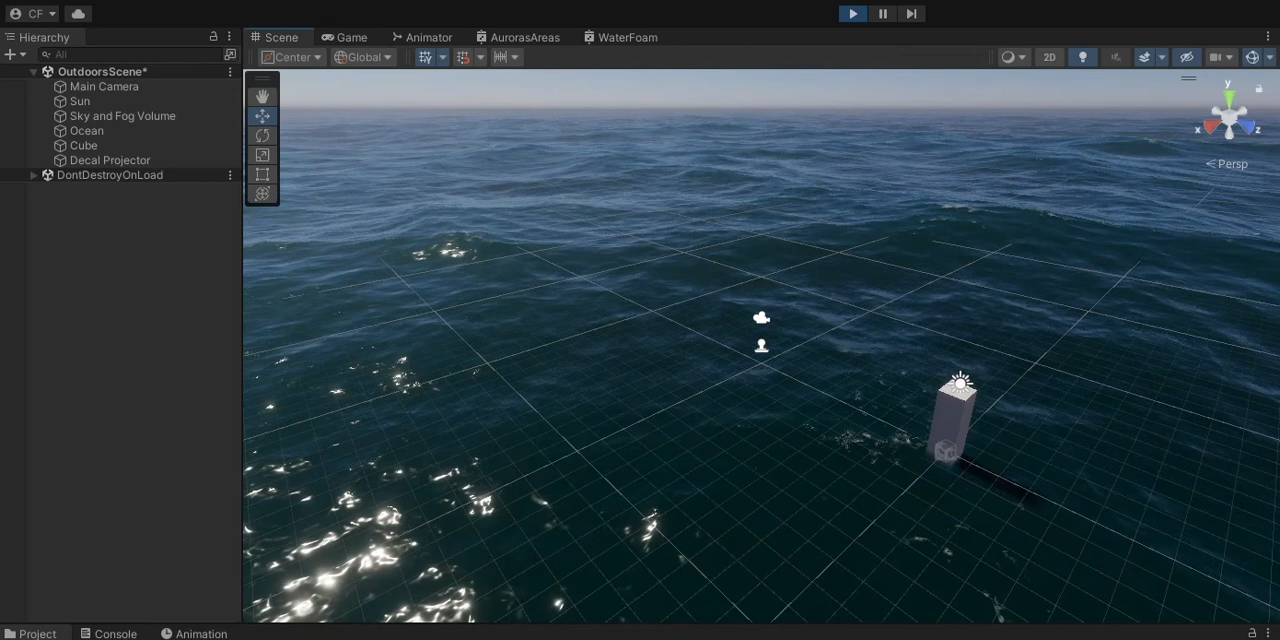 CF
Hierarchy
All
OutdoorsScene*
Main Camera
Sun
Sky and Fog Volume
Ocean
Cube
Decal Projector
DontDestroyOnLoad
Scene Game Animator AurorasAreas WaterFoam
Center Global 2D
y
x z
Persp
Project Console Animation